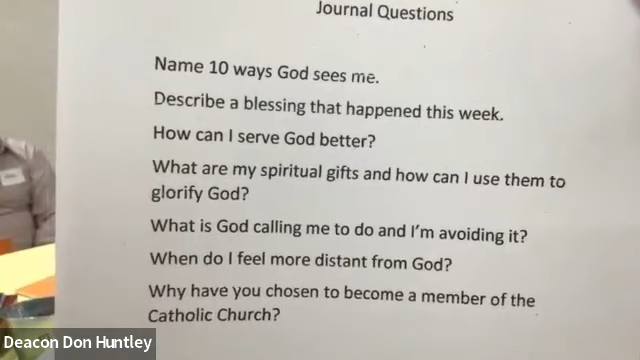 Journal Questions
Name 10 ways God sees me.
Describe a blessing that happened this week.
How can I serve God better?
What are my spiritual gifts and how can I use them to
glorify God?
What is God calling me to do and I'm avoiding it?
When do I feel more distant from God?
Why have you chosen to become a member of the
Catholic Church?
Deacon Don Huntley